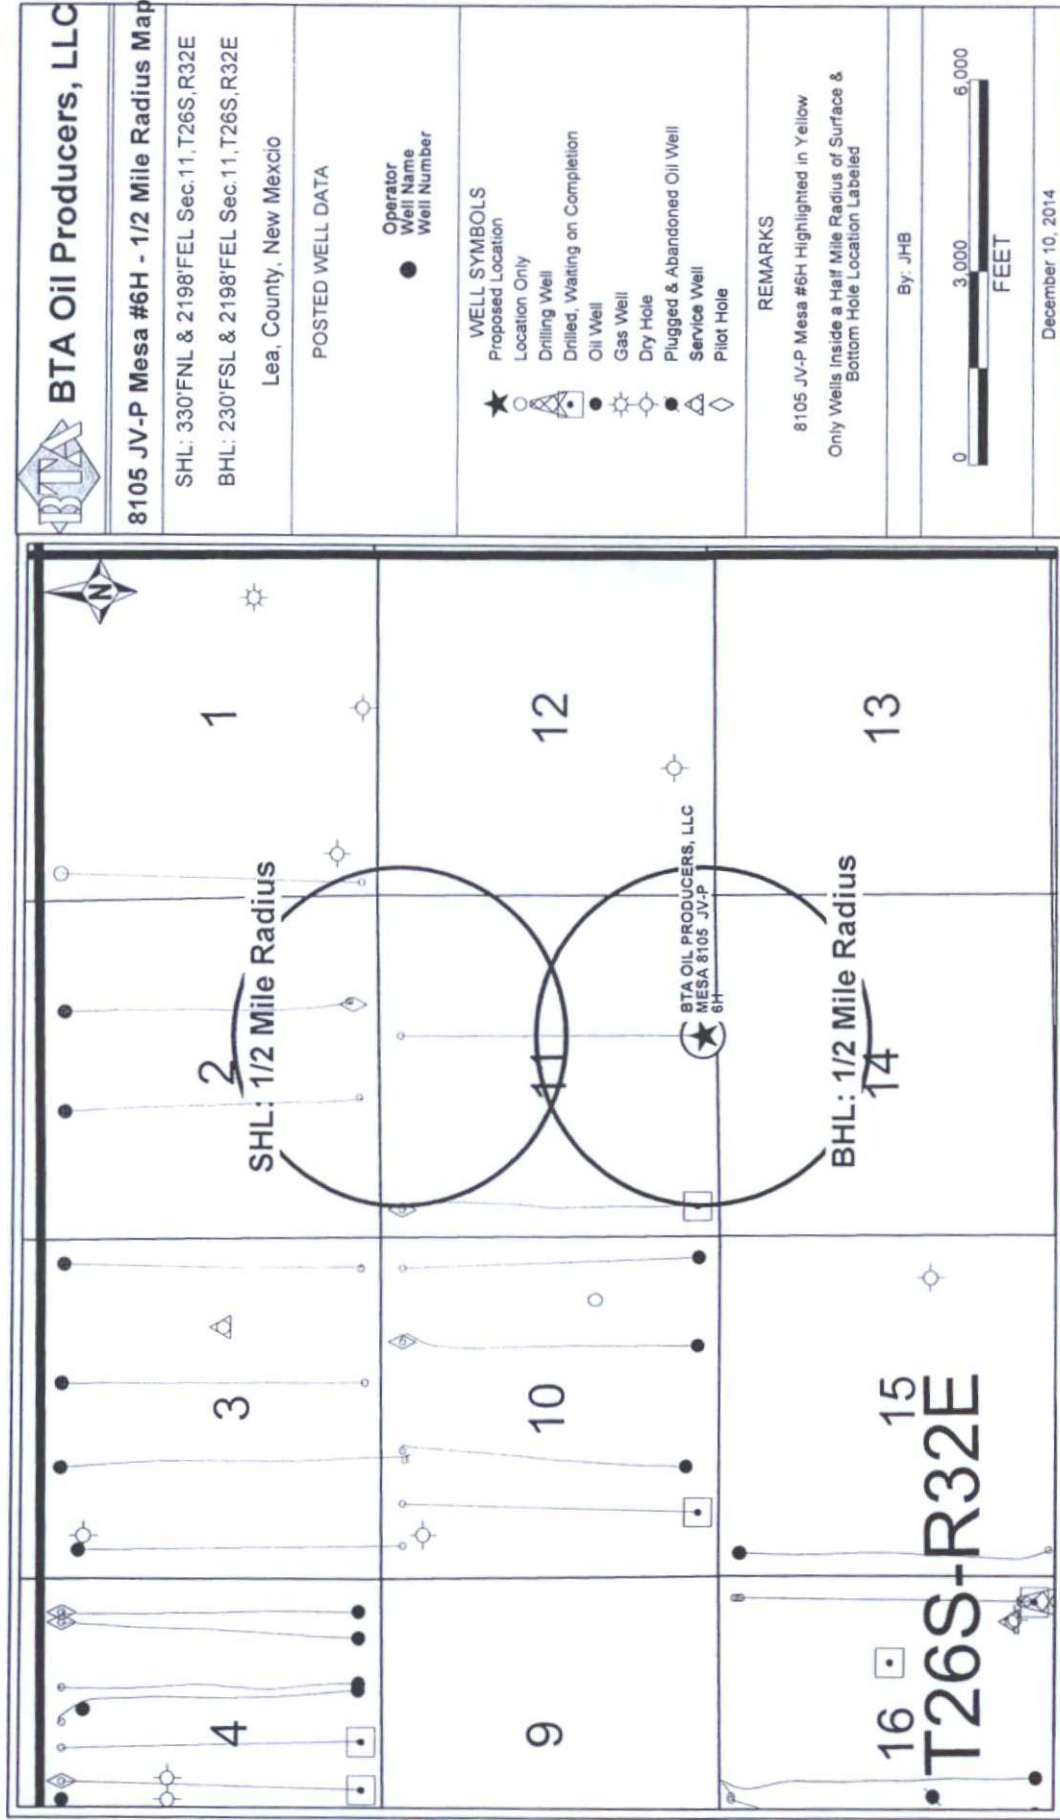 BTA
BTA Oil Producers, LLC
8105 JV-P Mesa #6H - 1/2 Mile Radius Map
SHL: 330'FNL & 2198'FEL Sec.11,T26S,R32E
BHL: 230'FSL & 2198'FEL Sec.11,T26S,R32E
Lea, County, New Mexcio
POSTED WELL DATA
Operator
Well Name
Well Number
WELL SYMBOLS
Proposed Location
Location Only
Drilling Well
Drilled, Waiting on Completion
Oil Well
Gas Well
Dry Hole
Plugged & Abandoned Oil Well
Service Well
Pilot Hole
REMARKS
8105 JV-P Mesa #6H Highlighted in Yellow
Only Wells Inside a Half Mile Radius of Surface &
Bottom Hole Location Labeled
By: JHB
0 3,000 6,000
FEET
December 10, 2014
N
4
3
2
1
SHL: 1/2 Mile Radius
9
10
11
12
BTA OIL PRODUCERS, LLC
MESA 8105 JV-P
6H
BHL: 1/2 Mile Radius
16
15
14
13
T26S-R32E